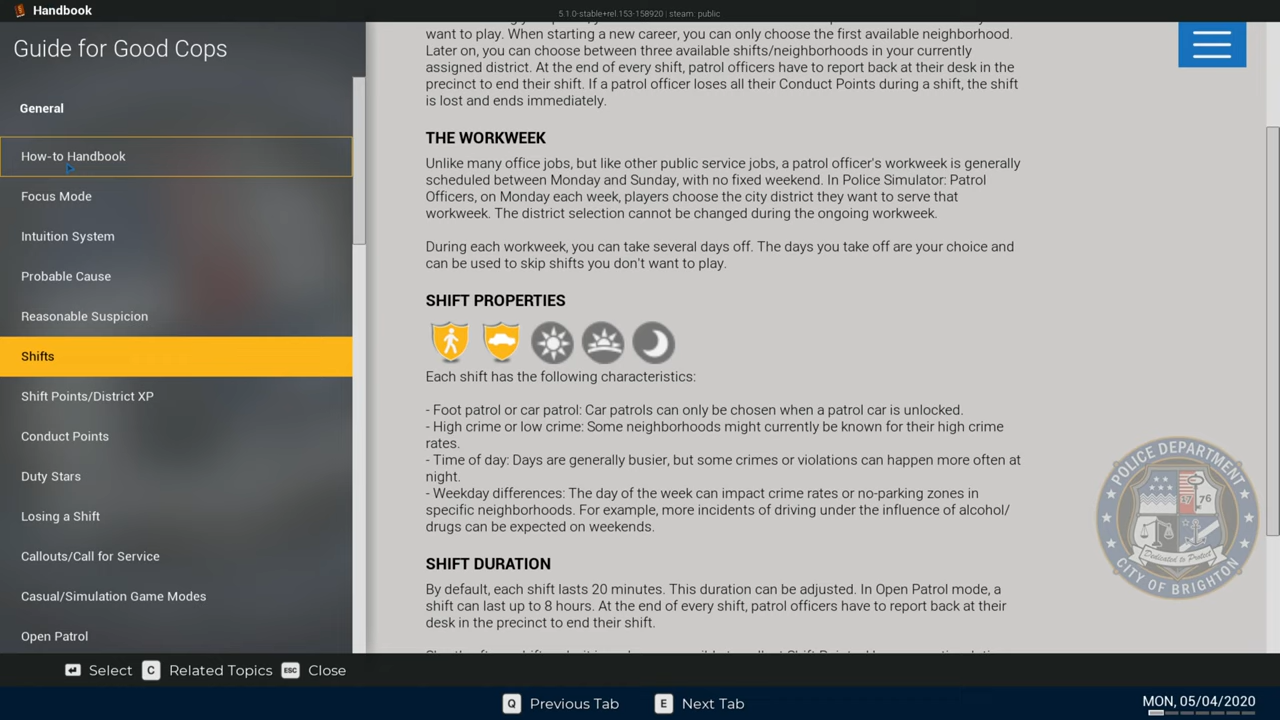 Handbook
5.1.0-stable+rel.153-158920 | steam: public
Guide for Good Cops
General
How-to Handbook
Focus Mode
Intuition System
Probable Cause
Reasonable Suspicion
Shifts
Shift Points/District XP
Conduct Points
Duty Stars
Losing a Shift
Callouts/Call for Service
Casual/Simulation Game Modes
Open Patrol
want to play. When starting a new career, you can only choose the first available neighborhood.
Later on, you can choose between three available shifts/neighborhoods in your currently
assigned district. At the end of every shift, patrol officers have to report back at their desk in the
precinct to end their shift. If a patrol officer loses all their Conduct Points during a shift, the shift
is lost and ends immediately.
THE WORKWEEK
Unlike many office jobs, but like other public service jobs, a patrol officer's workweek is generally
scheduled between Monday and Sunday, with no fixed weekend. In Police Simulator: Patrol
Officers, on Monday each week, players choose the city district they want to serve that
workweek. The district selection cannot be changed during the ongoing workweek.
During each workweek, you can take several days off. The days you take off are your choice and
can be used to skip shifts you don't want to play.
SHIFT PROPERTIES
Each shift has the following characteristics:
- Foot patrol or car patrol: Car patrols can only be chosen when a patrol car is unlocked.
- High crime or low crime: Some neighborhoods might currently be known for their high crime
rates.
- Time of day: Days are generally busier, but some crimes or violations can happen more often at
night.
- Weekday differences: The day of the week can impact crime rates or no-parking zones in
specific neighborhoods. For example, more incidents of driving under the influence of alcohol/
drugs can be expected on weekends.
SHIFT DURATION
By default, each shift lasts 20 minutes. This duration can be adjusted. In Open Patrol mode, a
shift can last up to 8 hours. At the end of every shift, patrol officers have to report back at their
desk in the precinct to end their shift.
POLICE DEPARTMENT
17 76
Dedicated to Protect
CITY OF BRIGHTON
Select C Related Topics ESC Close
Q Previous Tab E Next Tab
MON, 05/04/2020